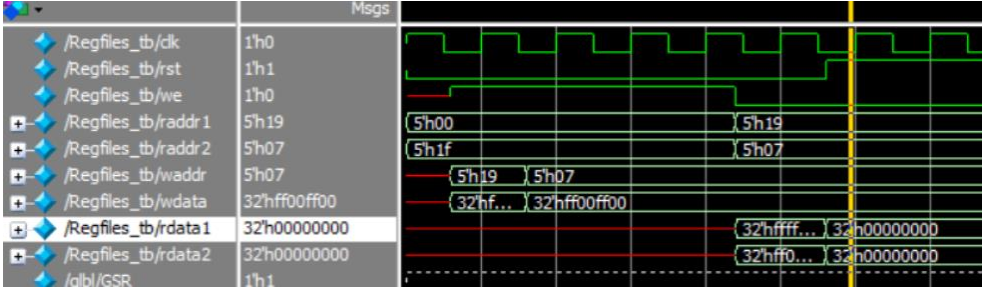 Msgs
/Regfiles_tb/clk 1'h0
/Regfiles_tb/rst 1'h1
/Regfiles_tb/we 1'h0
/Regfiles_tb/raddr1 5'h19 5'h00 5'h19
/Regfiles_tb/raddr2 5'h07 5'h1f 5'h07
/Regfiles_tb/waddr 5'h07 5'h19 5'h07
/Regfiles_tb/wdata 32'hff00ff00 32'hf... 32'hff00ff00
/Regfiles_tb/rdata1 32'h00000000 32'hffff... 32'h00000000
/Regfiles_tb/rdata2 32'h00000000 32'hff0... 32'h00000000
/glbl/GSR 1'h1